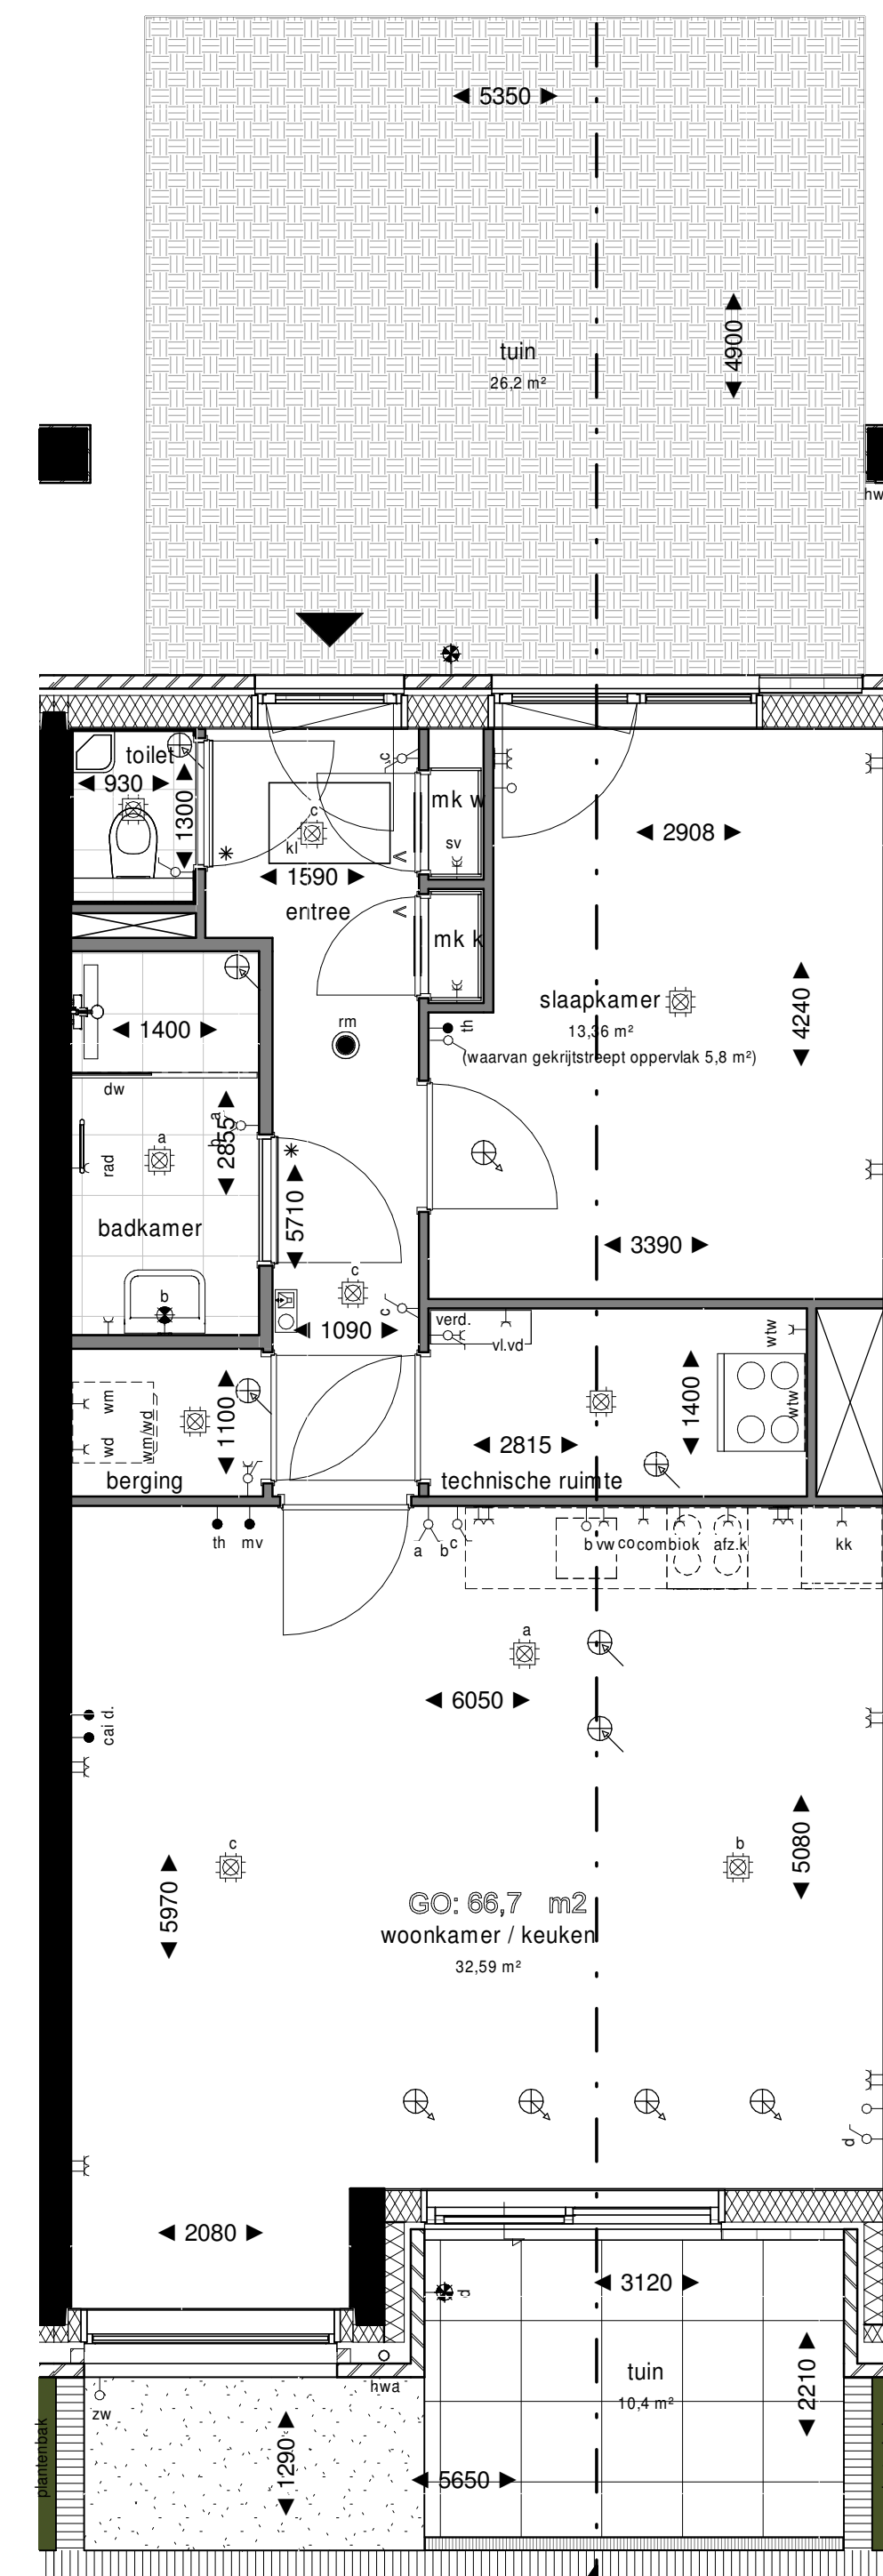 5350
4900
tuin
26,2 m²
toilet
930
1300
c
c
kl
mk w
sv
2908
1590
entree
mk k
slaapkamer
13,36 m²
(waarvan gekrijtstreept oppervlak 5,8 m²)
4240
rm
th
1400
dw
a
2855
rad
a
badkamer
5710
3390
b
c
c
1090
verd.
vl.vd
wtw
wtw
1400
wm
wd
wm/wd
1100
2815
berging
technische ruimte
th
mv
a
b
c
b
vw
co
combiok
afz.k
kk
a
6050
cai d.
c
b
5080
5970
GO: 66,7 m2
woonkamer / keuken
32,59 m²
d
2080
3120
d
tuin
10,4 m²
2210
hwa
zw
plantenbak
1290
5650